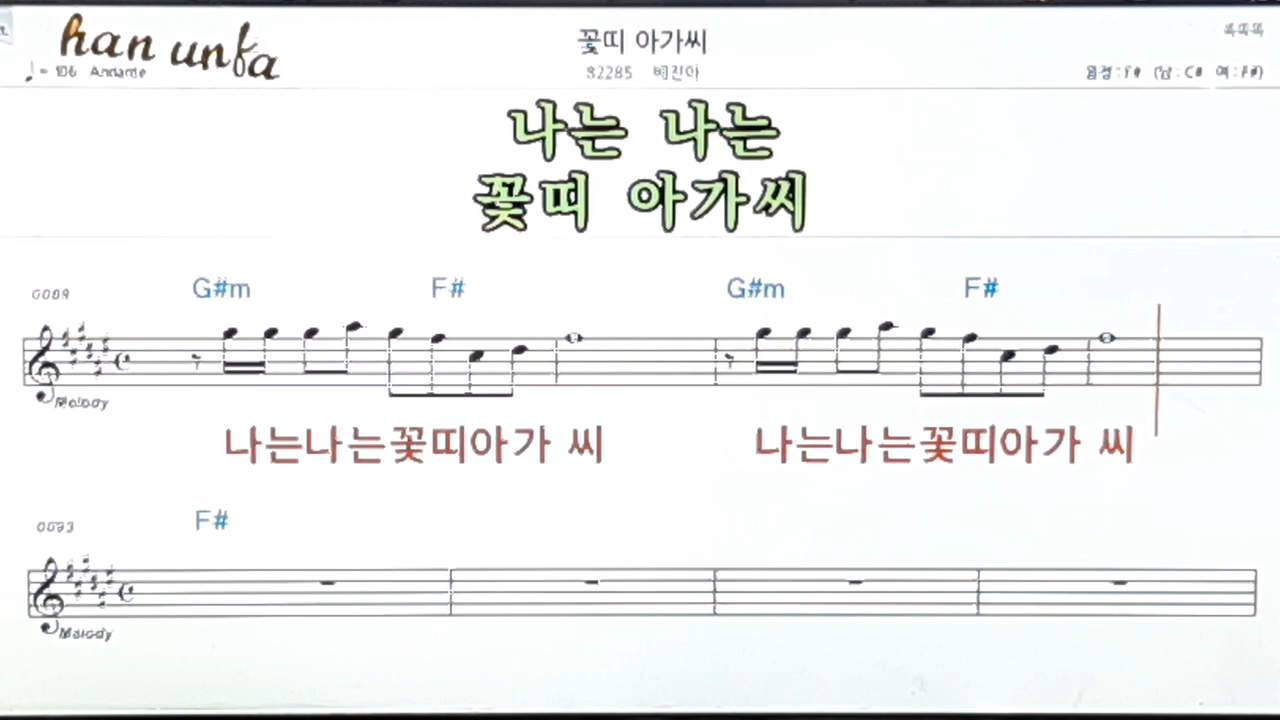 han unfa
꽃띠 아가씨
♩= 106 Andante
82285 배진아
나는 나는
꽃띠 아가씨
G#m F# G#m F#
Melody
나는나는꽃띠아가 씨 나는나는꽃띠아가 씨
F#
Melody